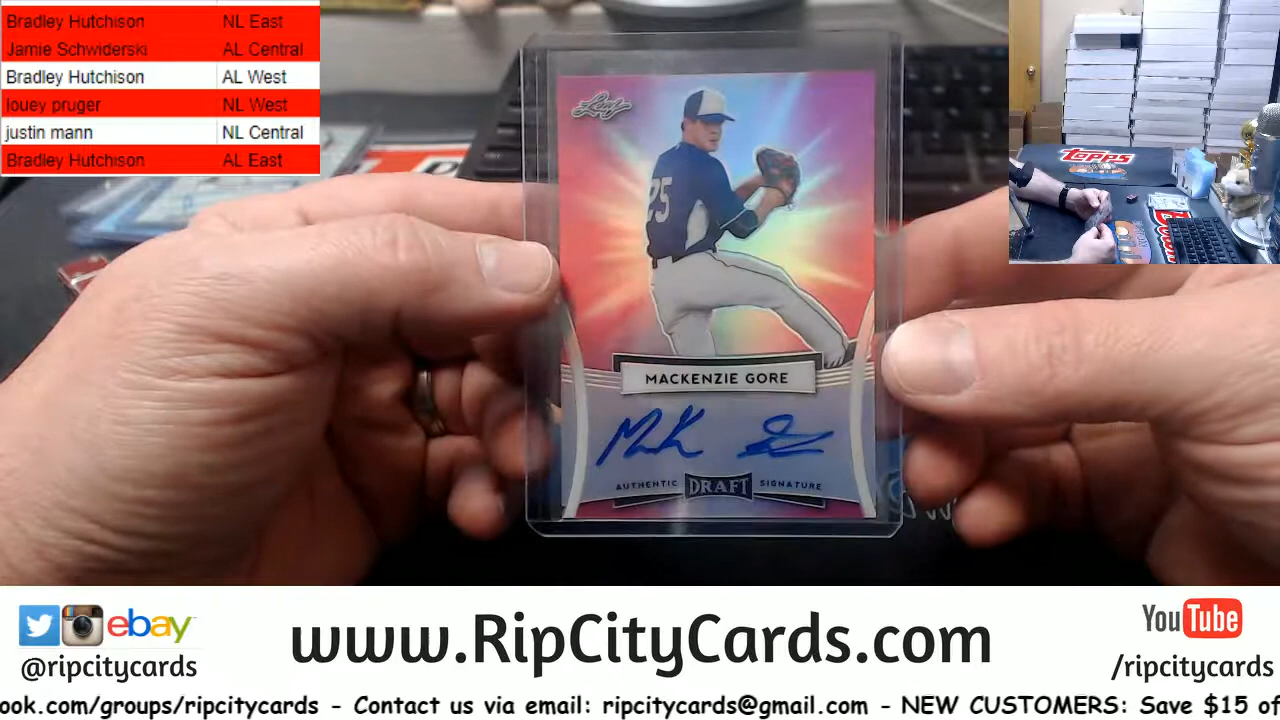 Bradley Hutchison NL East
Jamie Schwiderski AL Central
Bradley Hutchison AL West
louey pruger NL West
justin mann NL Central
Bradley Hutchison AL East
Leaf
25
MACKENZIE GORE
AUTHENTIC DRAFT SIGNATURE
TOPPS
ebay
@ripcitycards
www.RipCityCards.com
YouTube
/ripcitycards
ook.com/groups/ripcitycards - Contact us via email: ripcitycards@gmail.com - NEW CUSTOMERS: Save $15 of